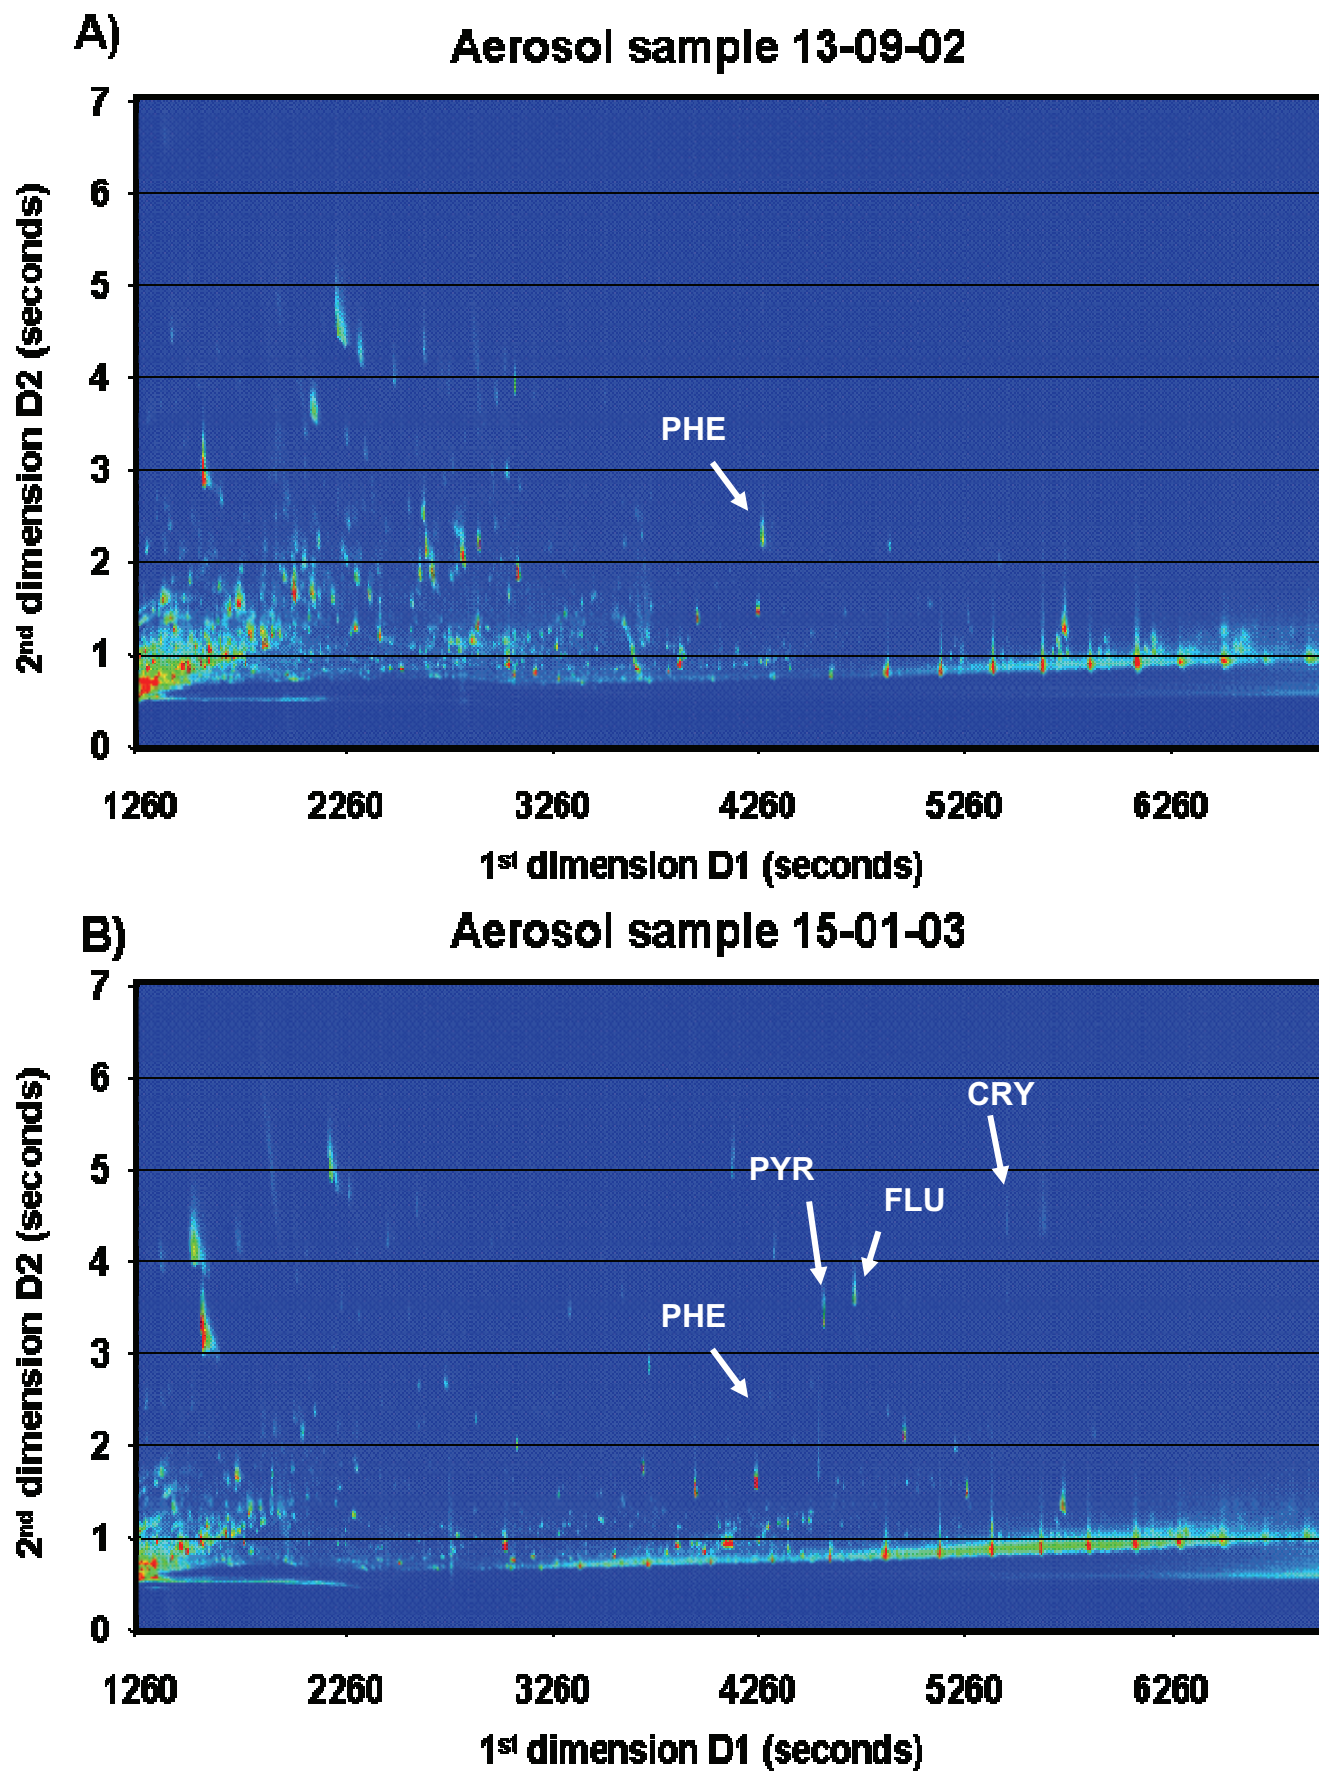 A)
Aerosol sample 13-09-02
7
6
5
4
3
2
1
0
2nd dimension D2 (seconds)
PHE
1260 2260 3260 4260 5260 6260
1st dimension D1 (seconds)
B)
Aerosol sample 15-01-03
7
6
5
4
3
2
1
0
2nd dimension D2 (seconds)
CRY
PYR
FLU
PHE
1260 2260 3260 4260 5260 6260
1st dimension D1 (seconds)